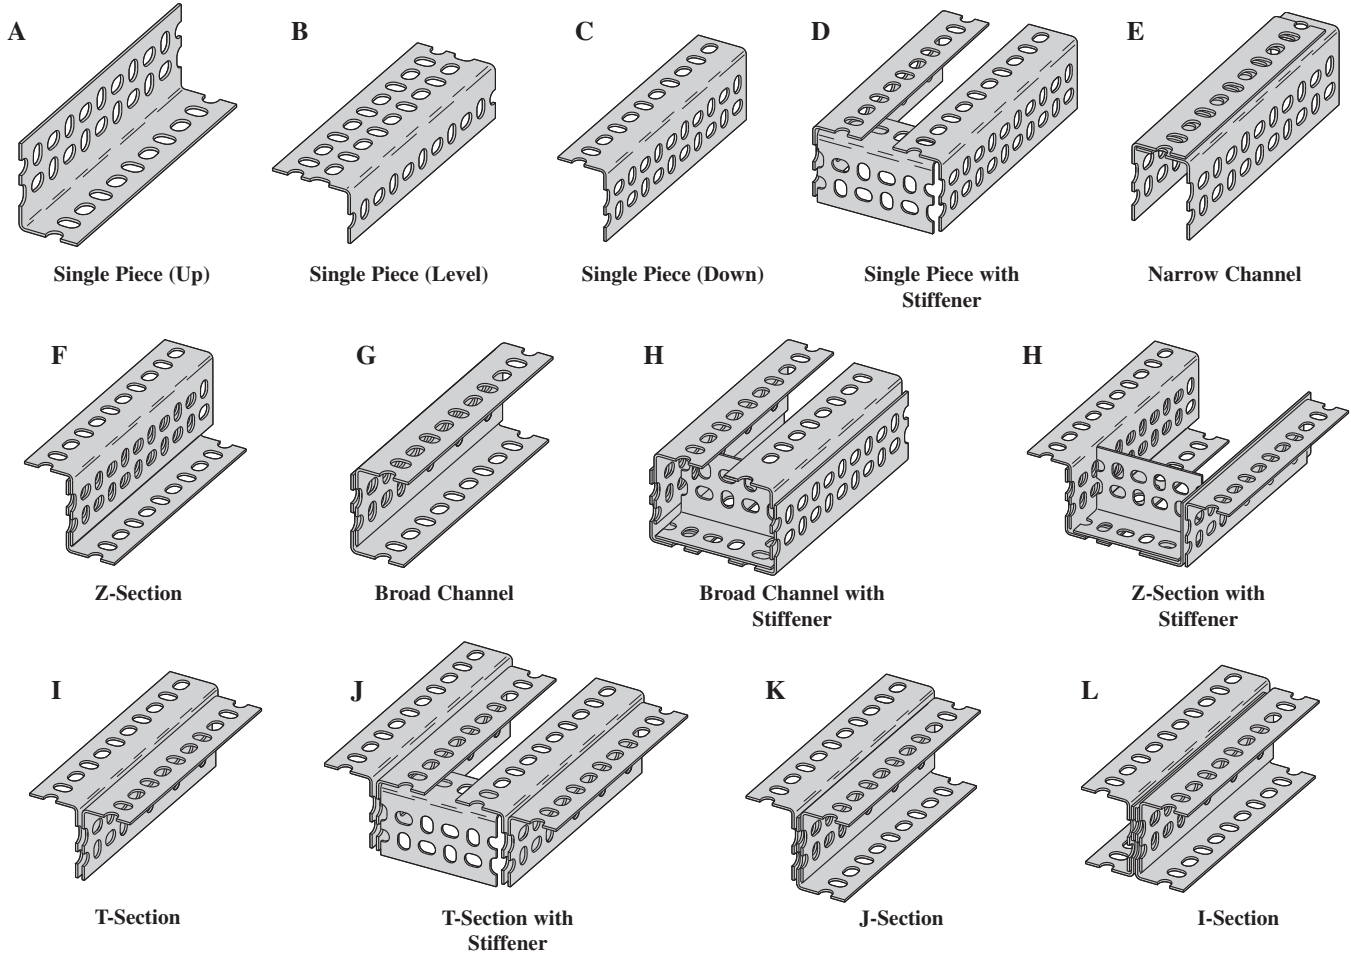 A
B
C
D
E
Single Piece (Up)
Single Piece (Level)
Single Piece (Down)
Single Piece with
Stiffener
Narrow Channel
F
G
H
H
Z-Section
Broad Channel
Broad Channel with
Stiffener
Z-Section with
Stiffener
I
J
K
L
T-Section
T-Section with
Stiffener
J-Section
I-Section